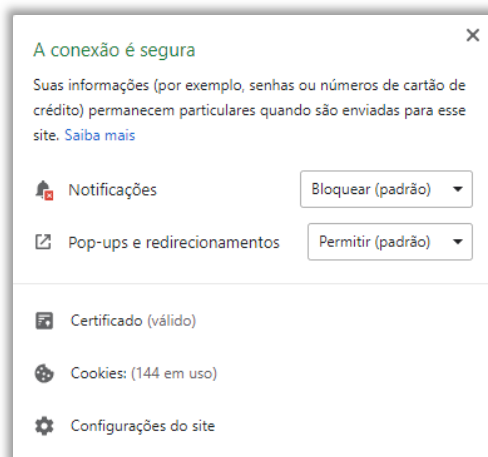 A conexão é segura
Suas informações (por exemplo, senhas ou números de cartão de
crédito) permanecem particulares quando são enviadas para esse
site. Saiba mais
Notificações Bloquear (padrão)
Pop-ups e redirecionamentos Permitir (padrão)
Certificado (válido)
Cookies: (144 em uso)
Configurações do site